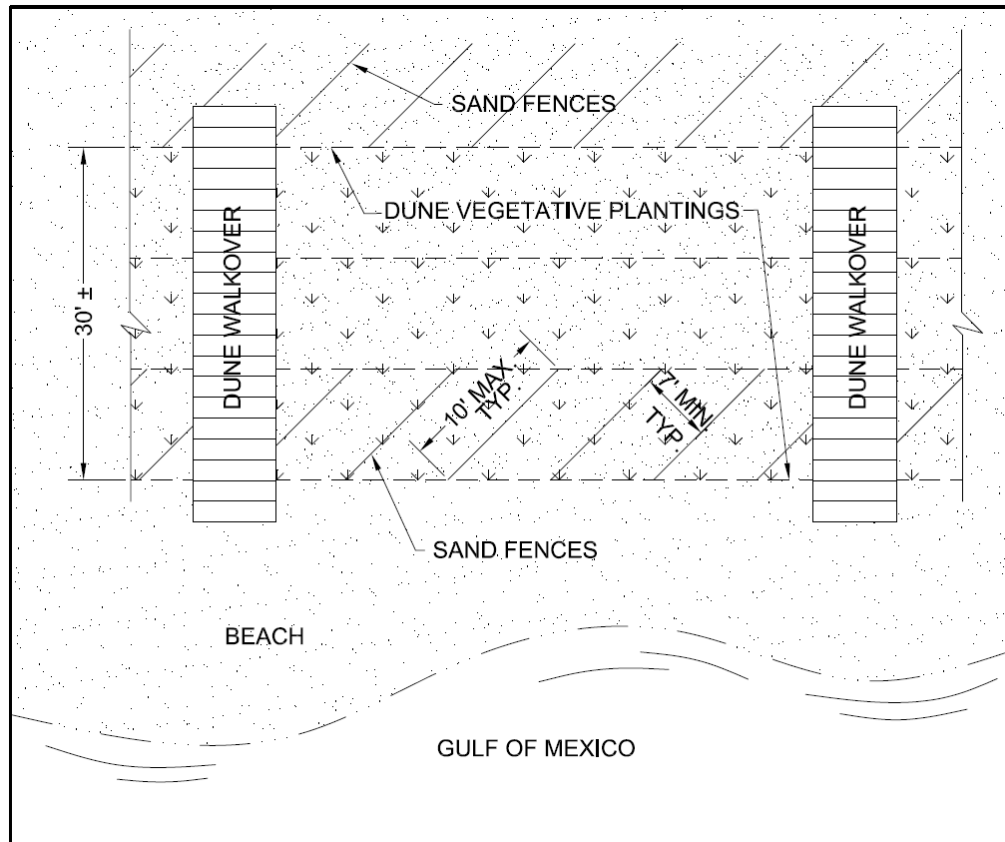 SAND FENCES
DUNE VEGETATIVE PLANTINGS
DUNE WALKOVER
DUNE WALKOVER
30' ±
10' MAX.
TYP.
7' MIN.
TYP.
SAND FENCES
BEACH
GULF OF MEXICO